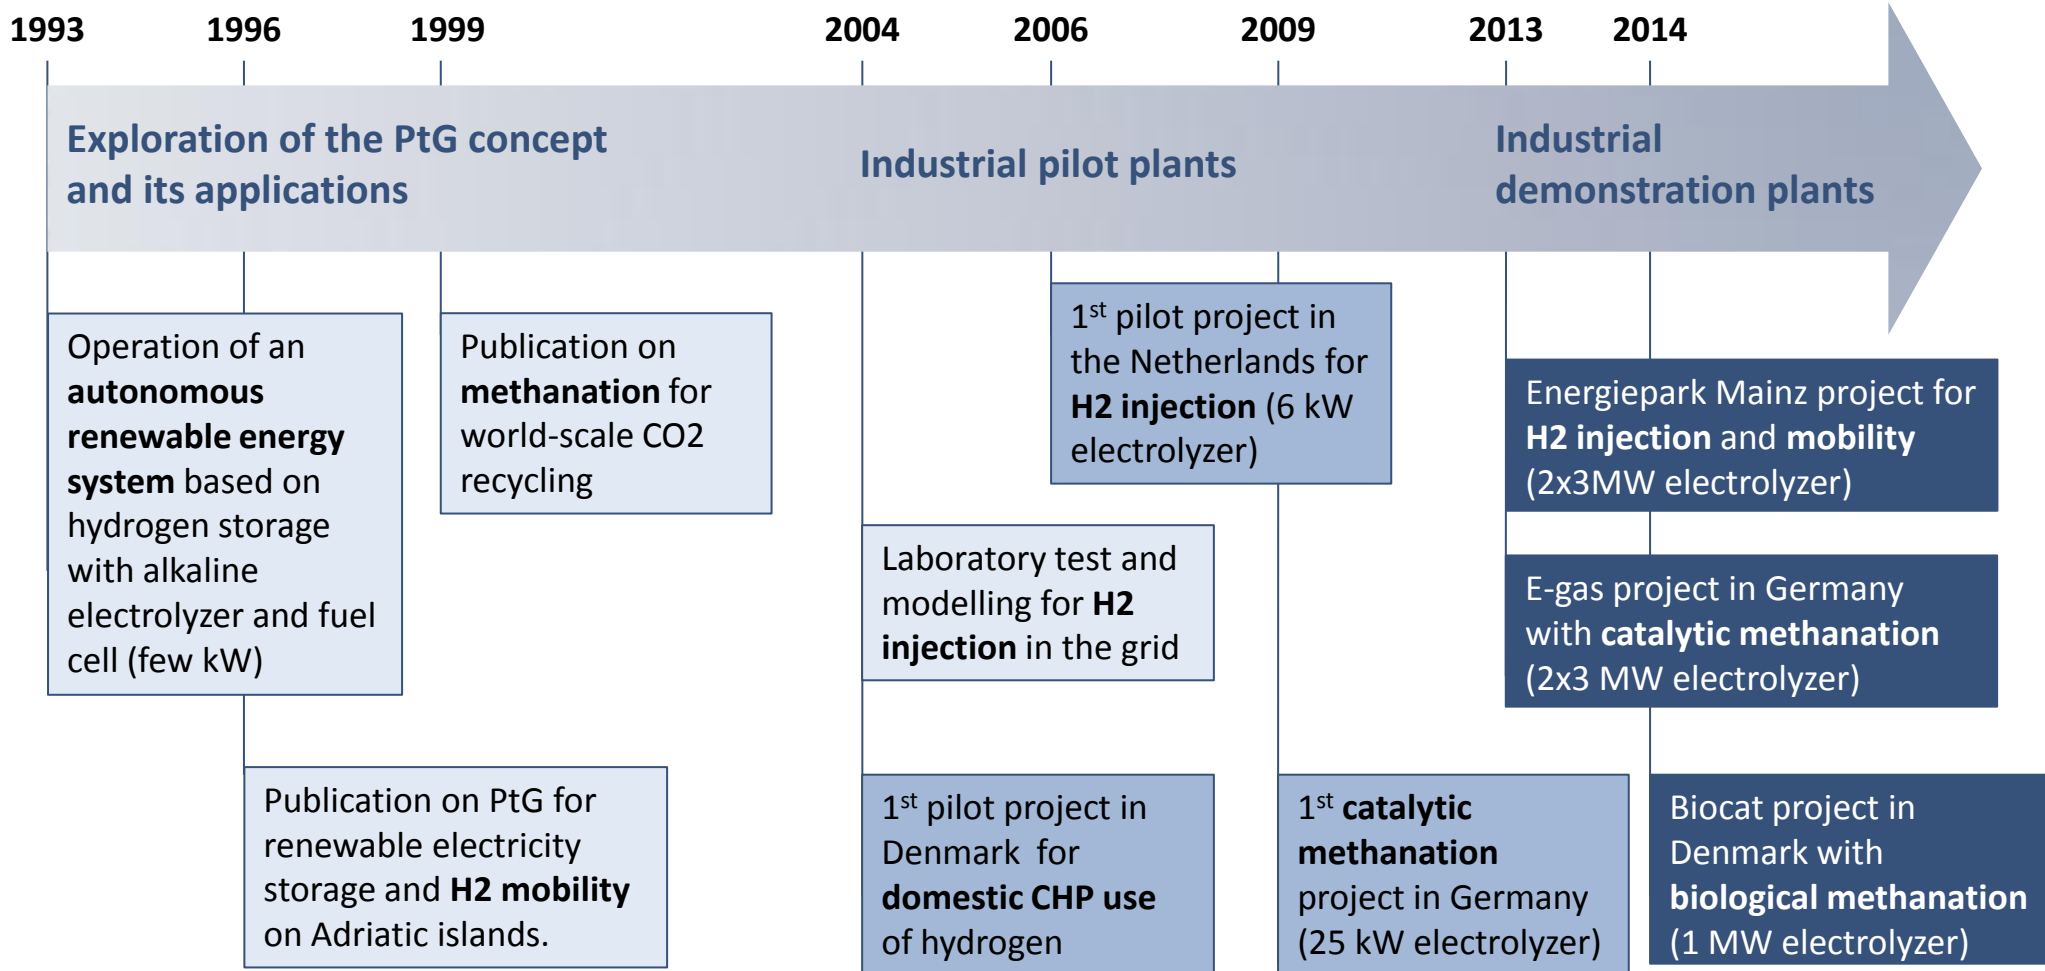 1993 1996 1999 2004 2006 2009 2013 2014
Exploration of the PtG concept
and its applications
Industrial pilot plants
Industrial
demonstration plants
Operation of an
autonomous
renewable energy
system based on
hydrogen storage
with alkaline
electrolyzer and fuel
cell (few kW)
Publication on PtG for
renewable electricity
storage and H2 mobility
on Adriatic islands.
Publication on
methanation for
world-scale CO2
recycling
Laboratory test and
modelling for H2
injection in the grid
1st pilot project in
Denmark for
domestic CHP use
of hydrogen
1st pilot project in
the Netherlands for
H2 injection (6 kW
electrolyzer)
1st catalytic
methanation
project in Germany
(25 kW electrolyzer)
Energiepark Mainz project for
H2 injection and mobility
(2x3MW electrolyzer)
E-gas project in Germany
with catalytic methanation
(2x3 MW electrolyzer)
Biocat project in
Denmark with
biological methanation
(1 MW electrolyzer)